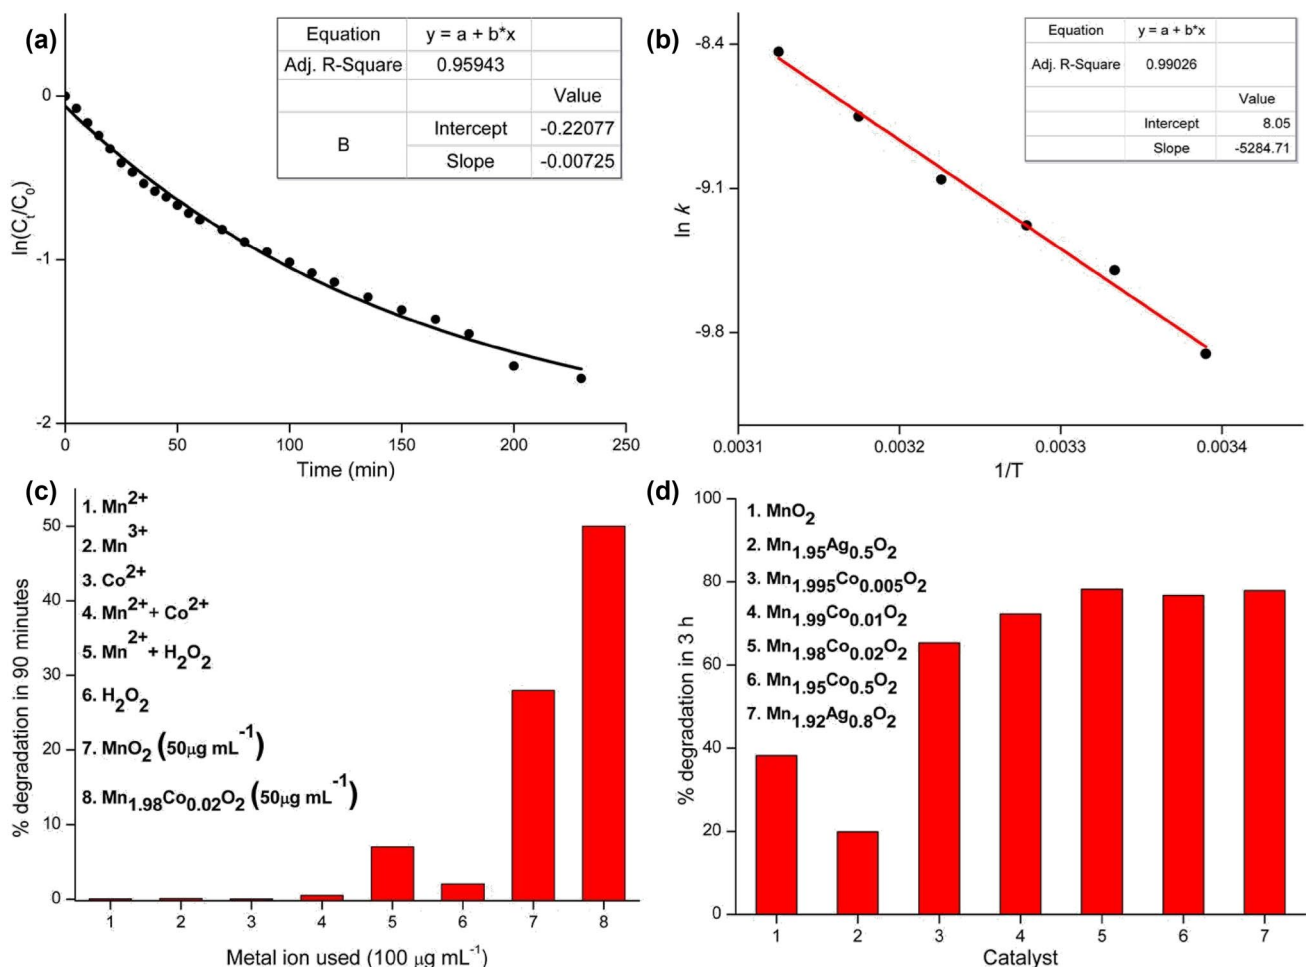 (a)
Equation y = a + b*x
Adj. R-Square 0.95943
Value
B
Intercept -0.22077
Slope -0.00725
0
-1
-2
ln(Cₜ/C₀)
0 50 100 150 200 250
Time (min)
(b)
Equation y = a + b*x
Adj. R-Square 0.99026
Value
Intercept 8.05
Slope -5284.71
-8.4
-9.1
-9.8
ln k
0.0031 0.0032 0.0033 0.0034
1/T
(c)
1. Mn²⁺
2. Mn³⁺
3. Co²⁺
4. Mn²⁺ + Co²⁺
5. Mn²⁺ + H₂O₂
6. H₂O₂
7. MnO₂ (50μg mL⁻¹)
8. Mn₁.₉₈Co₀.₀₂O₂ (50μg mL⁻¹)
50
40
30
20
10
0
% degradation in 90 minutes
1 2 3 4 5 6 7 8
Metal ion used (100 μg mL⁻¹)
(d)
1. MnO₂
2. Mn₁.₉₅Ag₀.₅O₂
3. Mn₁.₉₉₅Co₀.₀₀₅O₂
4. Mn₁.₉₉Co₀.₀₁O₂
5. Mn₁.₉₈Co₀.₀₂O₂
6. Mn₁.₉₅Co₀.₅O₂
7. Mn₁.₉₂Ag₀.₈O₂
100
80
60
40
20
0
% degradation in 3 h
1 2 3 4 5 6 7
Catalyst